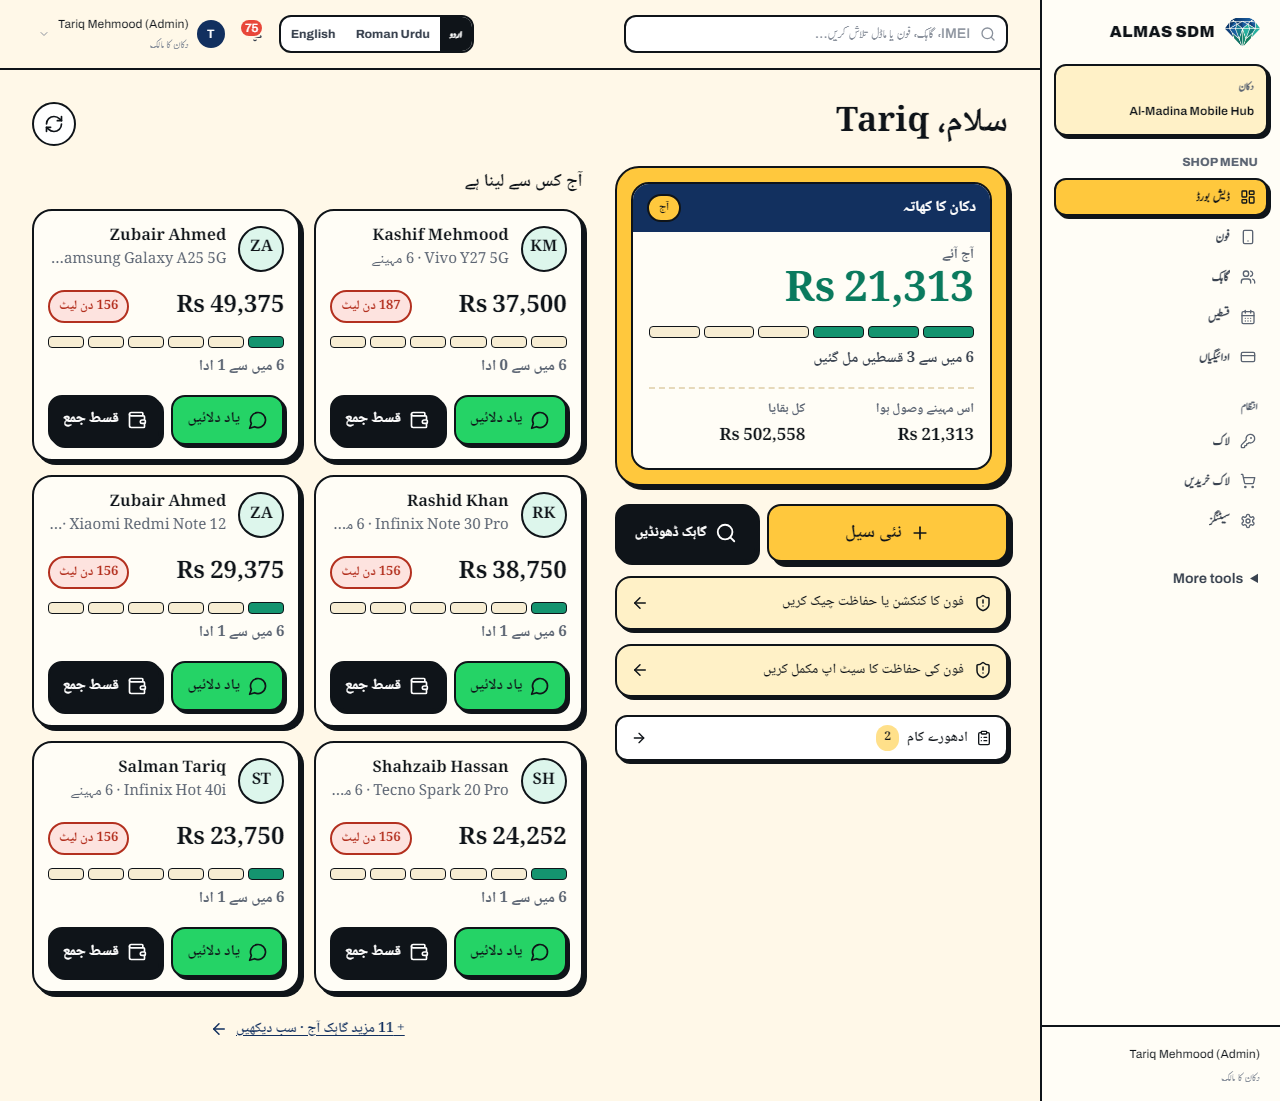 ALMAS SDM
دکان
Al-Madina Mobile Hub
SHOP MENU
ڈیش بورڈ
فون
گاہک
قسطیں
ادائیگیاں
انتظام
لاک
لاک خریدیں
سیٹنگز
More tools
Tariq Mehmood (Admin)
دکان کا مالک
IMEI، گاہک، فون یا ماڈل تلاش کریں...
اردو
Roman Urdu
English
75
T
Tariq Mehmood (Admin)
دکان کا مالک
سلام، Tariq
دکان کا کھاتہ
آج
آج آئے
Rs 21,313
6 میں سے 3 قسطیں مل گئیں
اس مہینے وصول ہوا
Rs 21,313
کل بقایا
Rs 502,558
نئی سیل
گاہک ڈھونڈیں
فون کا کنکشن یا حفاظت چیک کریں
فون کی حفاظت کا سیٹ اپ مکمل کریں
ادھورے کام
2
آج کس سے لینا ہے
KM
Kashif Mehmood
Vivo Y27 5G · 6 مہینے
Rs 37,500
187 دن لیٹ
6 میں سے 0 ادا
یاد دلائیں
قسط جمع
ZA
Zubair Ahmed
...amsung Galaxy A25 5G
Rs 49,375
156 دن لیٹ
6 میں سے 1 ادا
یاد دلائیں
قسط جمع
RK
Rashid Khan
Infinix Note 30 Pro · 6 م...
Rs 38,750
156 دن لیٹ
6 میں سے 1 ادا
یاد دلائیں
قسط جمع
ZA
Zubair Ahmed
Xiaomi Redmi Note 12 ·...
Rs 29,375
156 دن لیٹ
6 میں سے 1 ادا
یاد دلائیں
قسط جمع
SH
Shahzaib Hassan
Tecno Spark 20 Pro · 6 م...
Rs 24,252
156 دن لیٹ
6 میں سے 1 ادا
یاد دلائیں
قسط جمع
ST
Salman Tariq
Infinix Hot 40i · 6 مہینے
Rs 23,750
156 دن لیٹ
6 میں سے 1 ادا
یاد دلائیں
قسط جمع
+ 11 مزید گاہک آج · سب دیکھیں